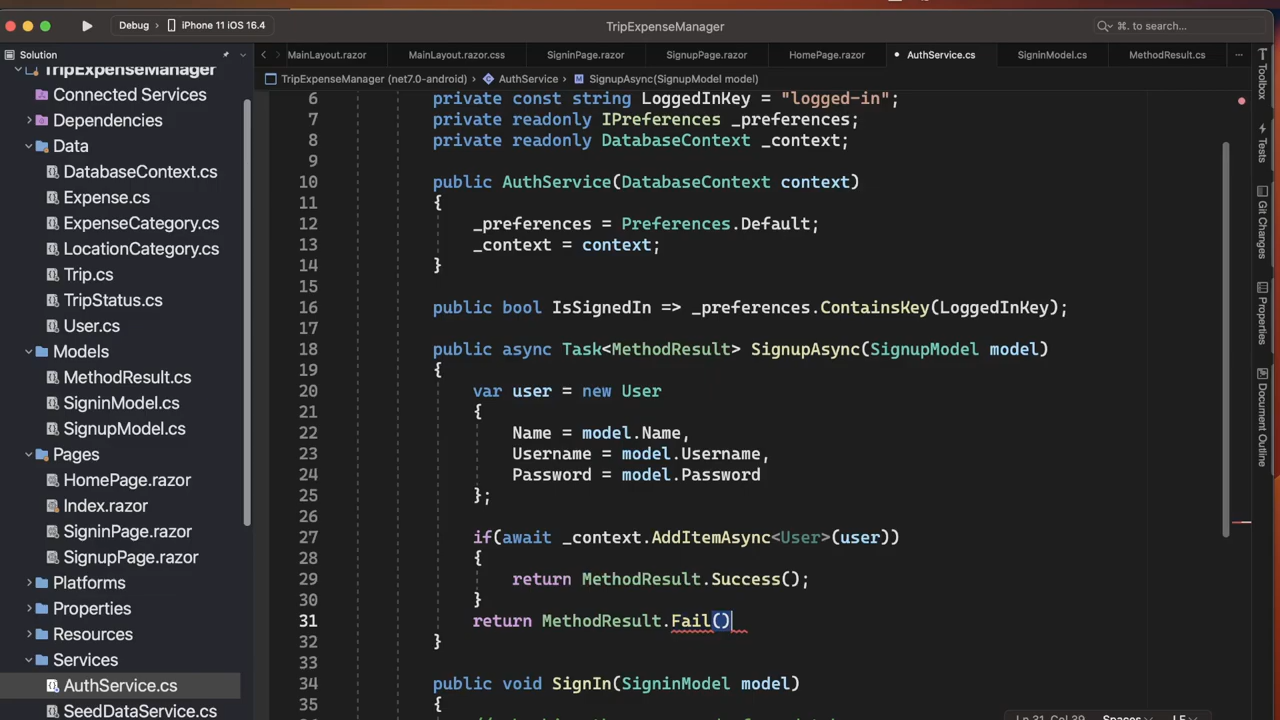 Debug > iPhone 11 iOS 16.4
TripExpenseManager
⌘. to search...
Solution
MainLayout.razor
MainLayout.razor.css
SigninPage.razor
SignupPage.razor
HomePage.razor
AuthService.cs
SigninModel.cs
MethodResult.cs
TripExpenseManager (net7.0-android) > AuthService > SignupAsync(SignupModel model)
TripExpenseManager
Connected Services
Dependencies
Data
DatabaseContext.cs
Expense.cs
ExpenseCategory.cs
LocationCategory.cs
Trip.cs
TripStatus.cs
User.cs
Models
MethodResult.cs
SigninModel.cs
SignupModel.cs
Pages
HomePage.razor
Index.razor
SigninPage.razor
SignupPage.razor
Platforms
Properties
Resources
Services
AuthService.cs
SeedDataService.cs
6 private const string LoggedInKey = "logged-in";
7 private readonly IPreferences _preferences;
8 private readonly DatabaseContext _context;
9
10 public AuthService(DatabaseContext context)
11 {
12 _preferences = Preferences.Default;
13 _context = context;
14 }
15
16 public bool IsSignedIn => _preferences.ContainsKey(LoggedInKey);
17
18 public async Task<MethodResult> SignupAsync(SignupModel model)
19 {
20 var user = new User
21 {
22 Name = model.Name,
23 Username = model.Username,
24 Password = model.Password
25 };
26
27 if(await _context.AddItemAsync<User>(user))
28 {
29 return MethodResult.Success();
30 }
31 return MethodResult.Fail()
32 }
33
34 public void SignIn(SigninModel model)
35 {
Toolbox
Tests
Git Changes
Properties
Document Outline